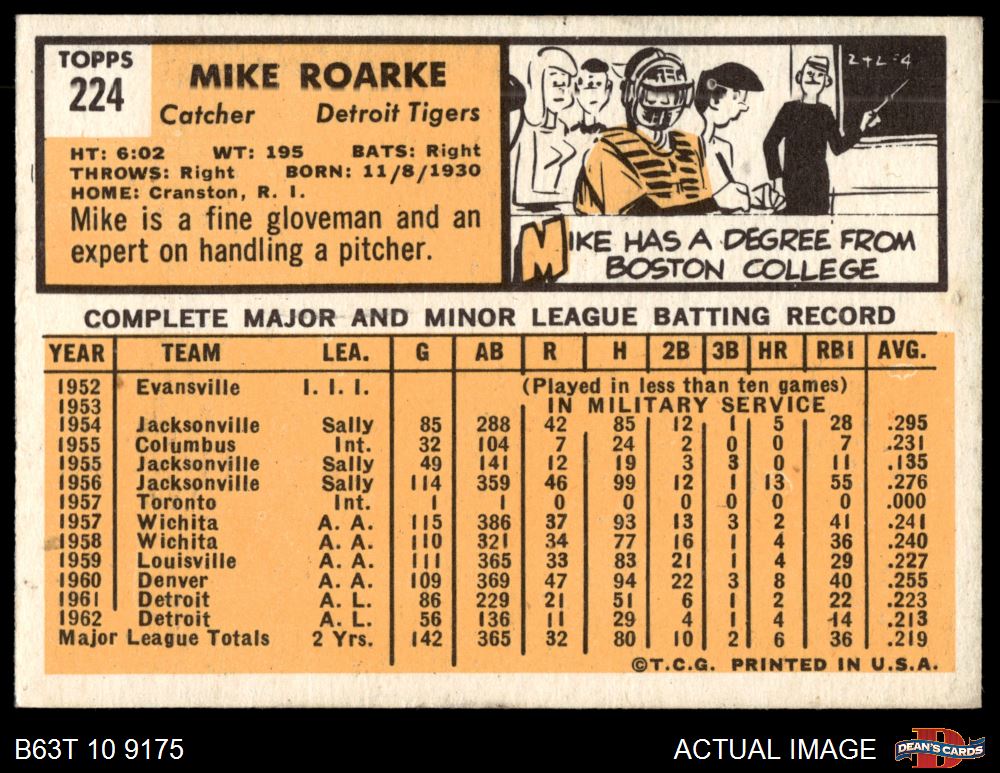 TOPPS
224
MIKE ROARKE
Catcher Detroit Tigers
HT: 6:02 WT: 195 BATS: Right
THROWS: Right BORN: 11/8/1930
HOME: Cranston, R. I.
Mike is a fine gloveman and an
expert on handling a pitcher.
2+2=4
MIKE HAS A DEGREE FROM
BOSTON COLLEGE
COMPLETE MAJOR AND MINOR LEAGUE BATTING RECORD
YEAR TEAM LEA. G AB R H 2B 3B HR RBI AVG.
1952 Evansville I. I. I. (Played in less than ten games)
1953 IN MILITARY SERVICE
1954 Jacksonville Sally 85 288 42 85 12 1 5 28 .295
1955 Columbus Int. 32 104 7 24 2 0 0 7 .231
1955 Jacksonville Sally 49 141 12 19 3 3 0 11 .135
1956 Jacksonville Sally 114 359 46 99 12 1 13 55 .276
1957 Toronto Int. 1 1 0 0 0 0 0 0 .000
1957 Wichita A. A. 115 386 37 93 13 3 2 41 .241
1958 Wichita A. A. 110 321 34 77 16 1 4 36 .240
1959 Louisville A. A. 111 365 33 83 21 1 4 29 .227
1960 Denver A. A. 109 369 47 94 22 3 8 40 .255
1961 Detroit A. L. 86 229 21 51 6 1 2 22 .223
1962 Detroit A. L. 56 136 11 29 4 1 4 14 .213
Major League Totals 2 Yrs. 142 365 32 80 10 2 6 36 .219
©T.C.G. PRINTED IN U.S.A.
B63T 10 9175 ACTUAL IMAGE
DEAN'S CARDS